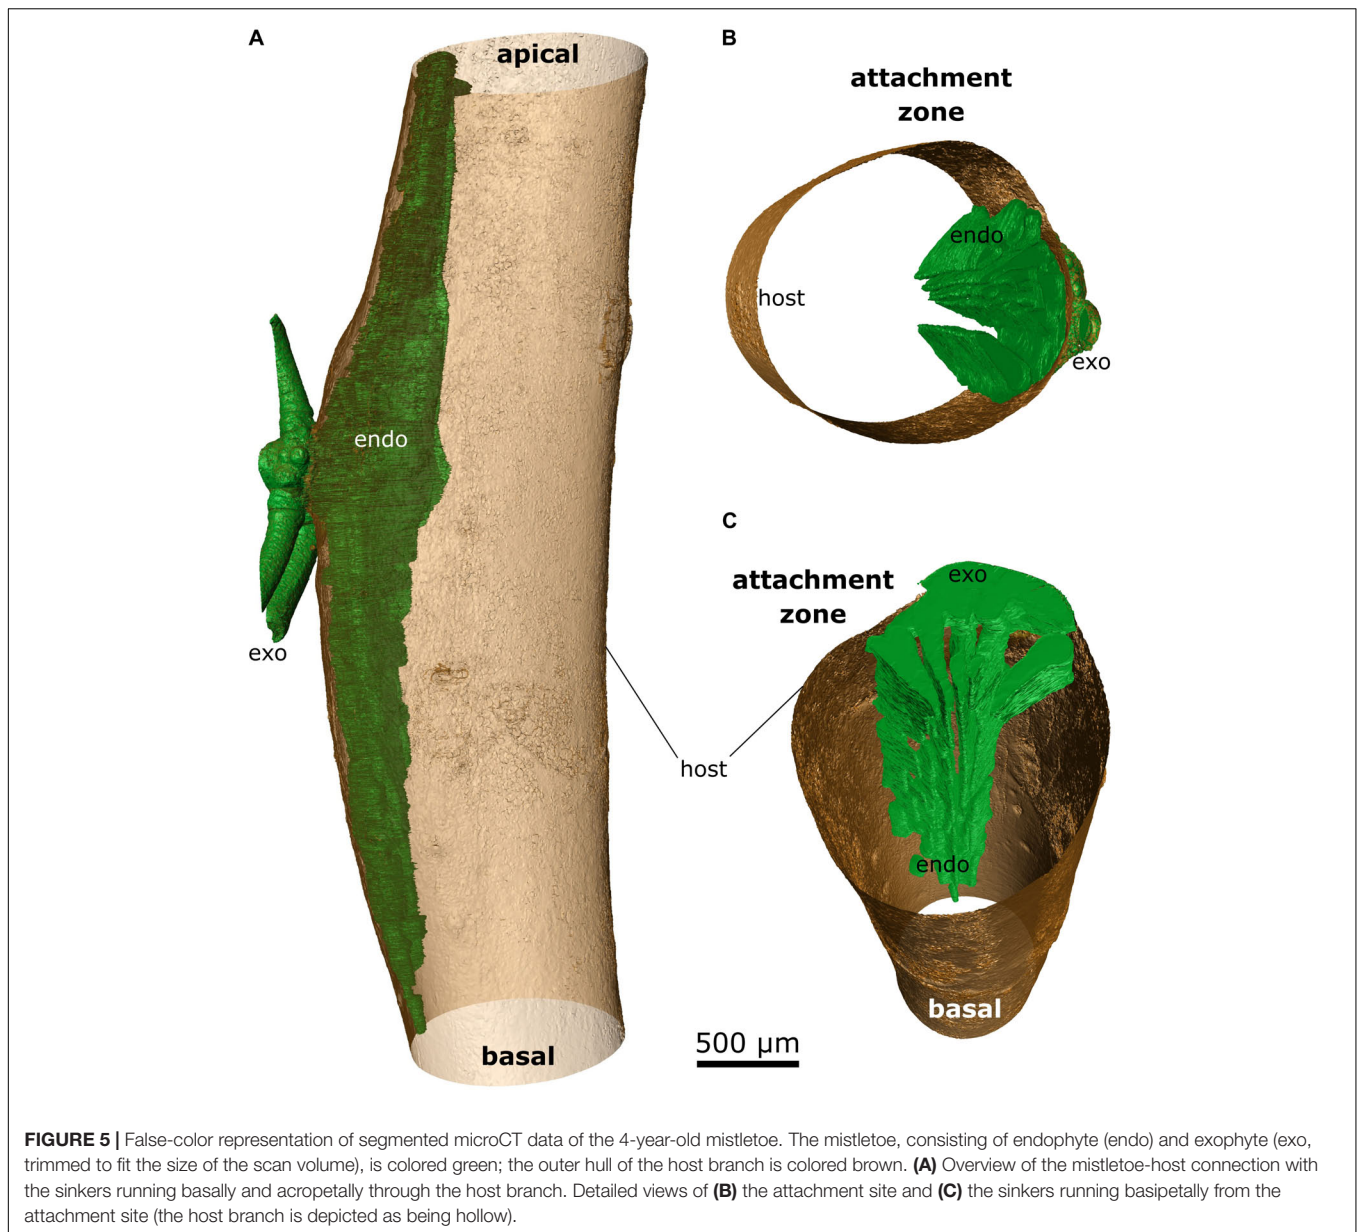 A
apical
endo
exo
basal
B
attachment
zone
endo
host
exo
C
attachment
zone
exo
endo
basal
host
500 µm
FIGURE 5 | False-color representation of segmented microCT data of the 4-year-old mistletoe. The mistletoe, consisting of endophyte (endo) and exophyte (exo,
trimmed to fit the size of the scan volume), is colored green; the outer hull of the host branch is colored brown. (A) Overview of the mistletoe-host connection with
the sinkers running basally and acropetally through the host branch. Detailed views of (B) the attachment site and (C) the sinkers running basipetally from the
attachment site (the host branch is depicted as being hollow).